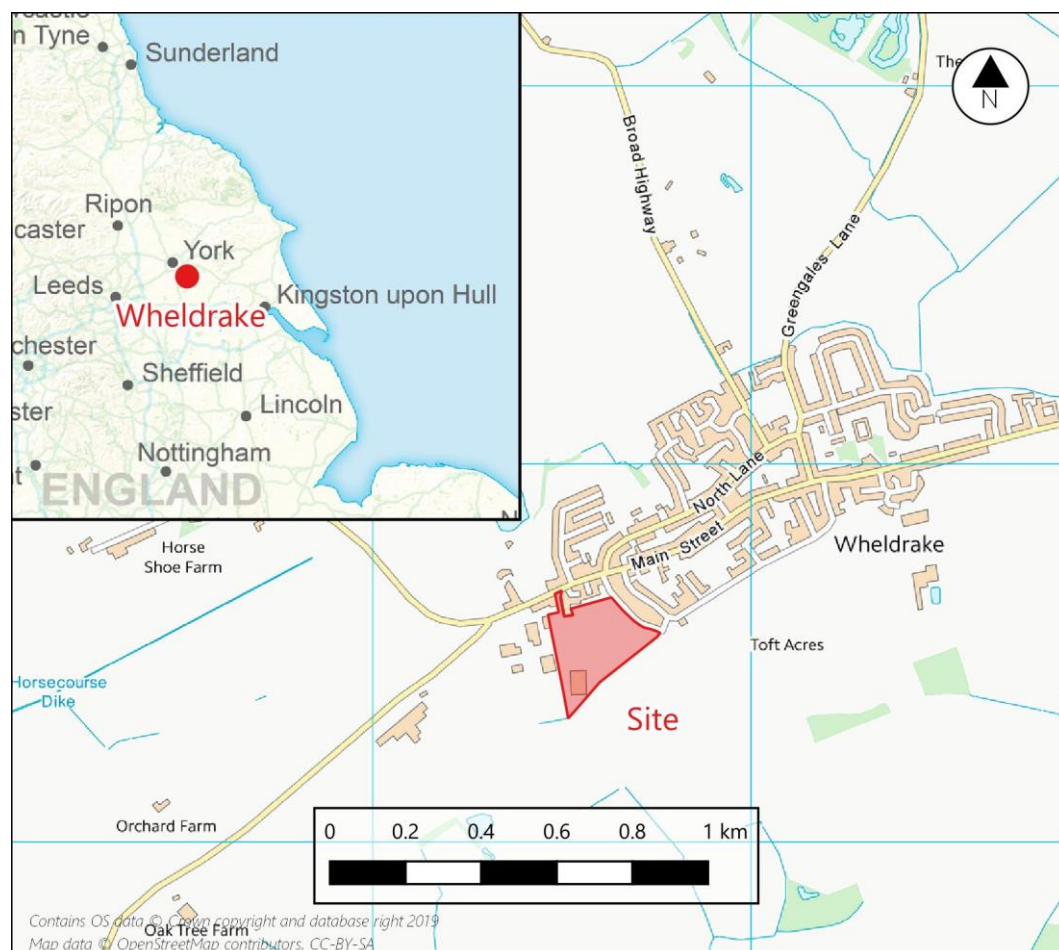 n Tyne
Sunderland
Ripon
caster
York
Leeds
Wheldrake
Kingston upon Hull
chester
Sheffield
ster
Lincoln
Nottingham
ENGLAND
N
Broad Highway
Greengales Lane
North Lane
Main Street
Wheldrake
Horse
Shoe Farm
Toft Acres
Horsecourse
Dike
Site
Orchard Farm
0 0.2 0.4 0.6 0.8 1 km
Contains OS data © Crown copyright and database right 2019
Oak Tree Farm
Map data © OpenStreetMap contributors, CC-BY-SA